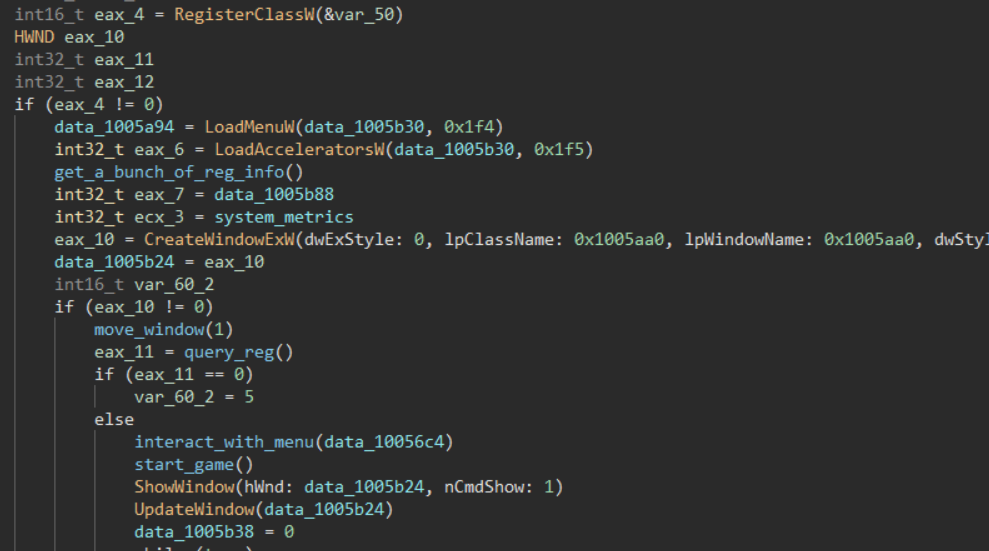 int16_t eax_4 = RegisterClassW(&var_50)
HWND eax_10
int32_t eax_11
int32_t eax_12
if (eax_4 != 0)
data_1005a94 = LoadMenuW(data_1005b30, 0x1f4)
int32_t eax_6 = LoadAcceleratorsW(data_1005b30, 0x1f5)
get_a_bunch_of_reg_info()
int32_t eax_7 = data_1005b88
int32_t ecx_3 = system_metrics
eax_10 = CreateWindowExW(dwExStyle: 0, lpClassName: 0x1005aa0, lpWindowName: 0x1005aa0, dwStyl
data_1005b24 = eax_10
int16_t var_60_2
if (eax_10 != 0)
move_window(1)
eax_11 = query_reg()
if (eax_11 == 0)
var_60_2 = 5
else
interact_with_menu(data_10056c4)
start_game()
ShowWindow(hWnd: data_1005b24, nCmdShow: 1)
UpdateWindow(data_1005b24)
data_1005b38 = 0